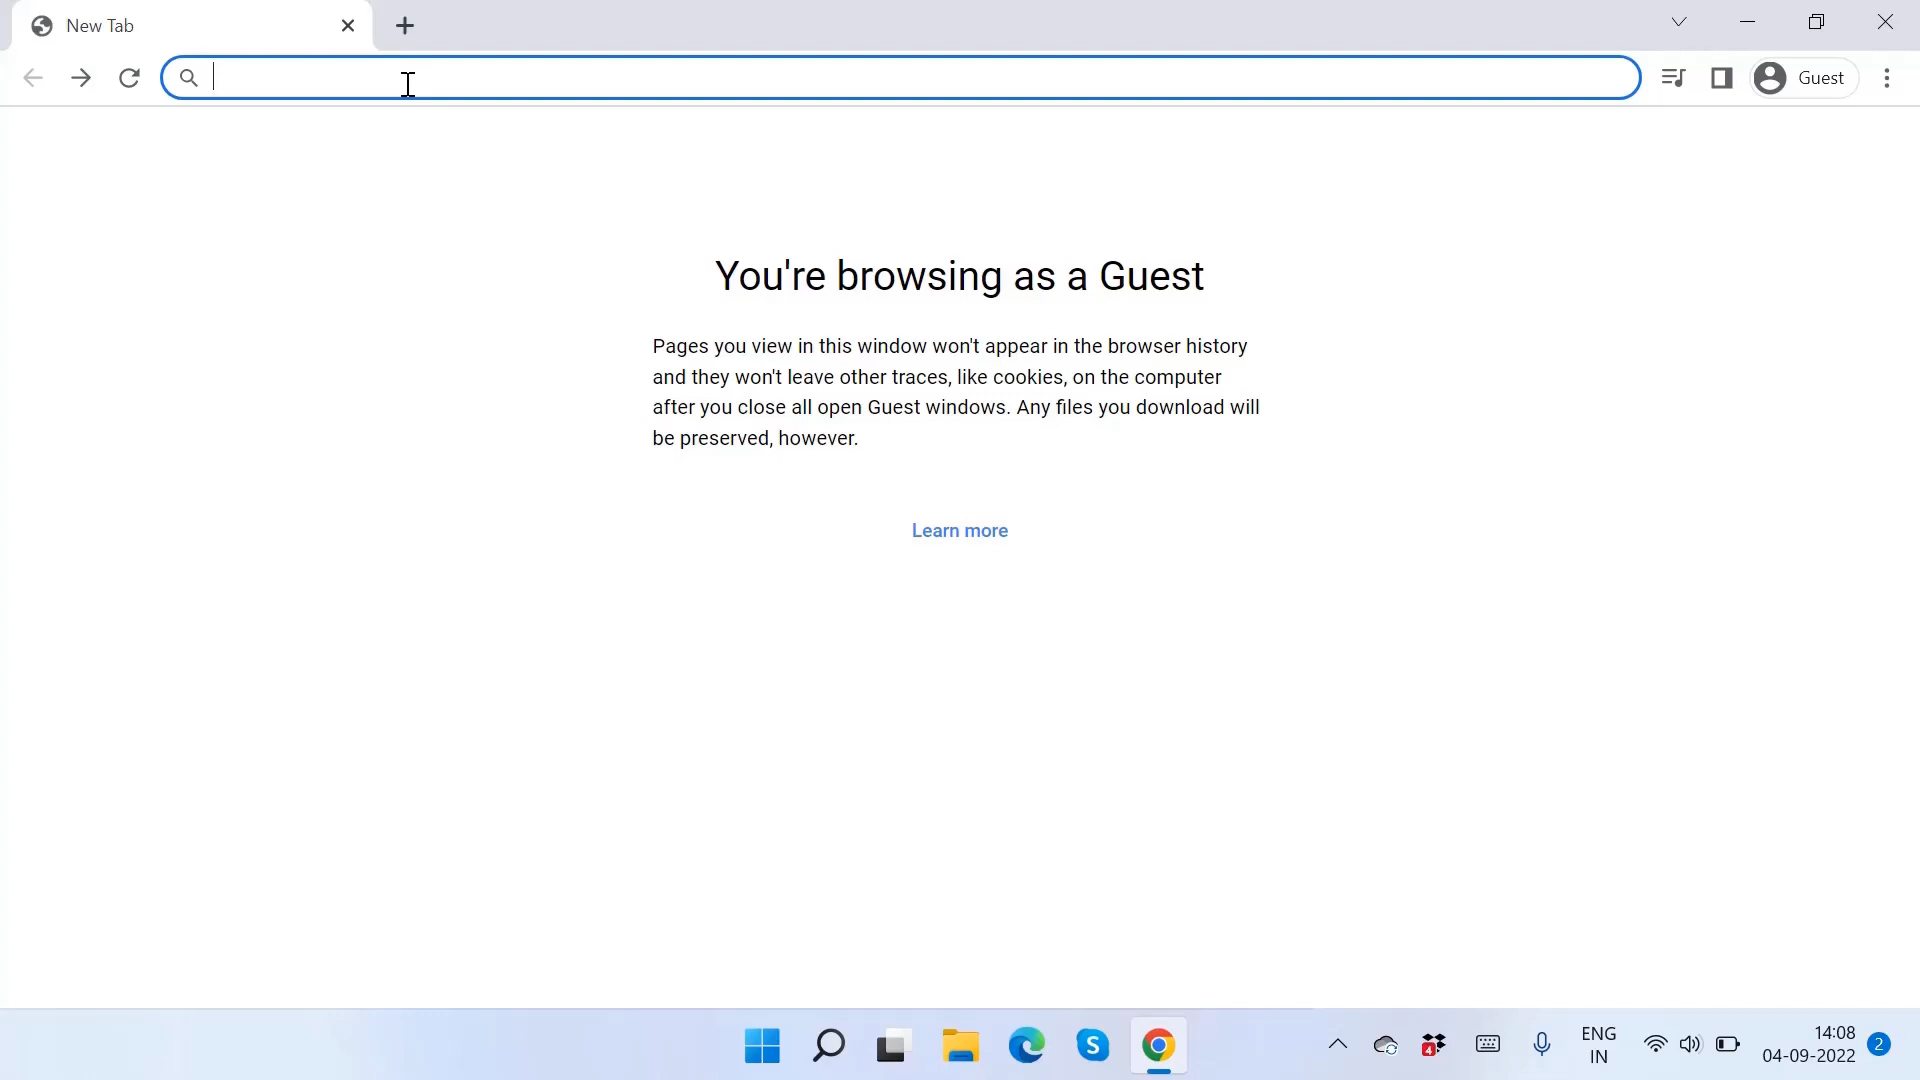 New Tab
Guest
You're browsing as a Guest
Pages you view in this window won't appear in the browser history
and they won't leave other traces, like cookies, on the computer
after you close all open Guest windows. Any files you download will
be preserved, however.
Learn more
S
4
ENG
IN
14:08
04-09-2022
2